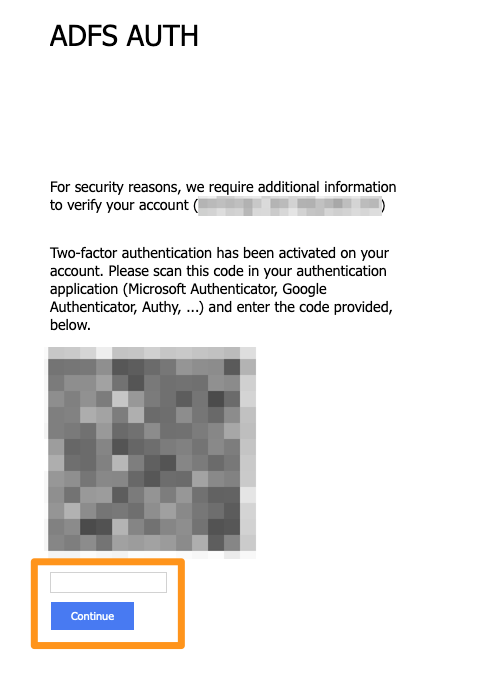 ADFS AUTH
For security reasons, we require additional information
to verify your account ( )
Two-factor authentication has been activated on your
account. Please scan this code in your authentication
application (Microsoft Authenticator, Google
Authenticator, Authy, ...) and enter the code provided,
below.
Continue